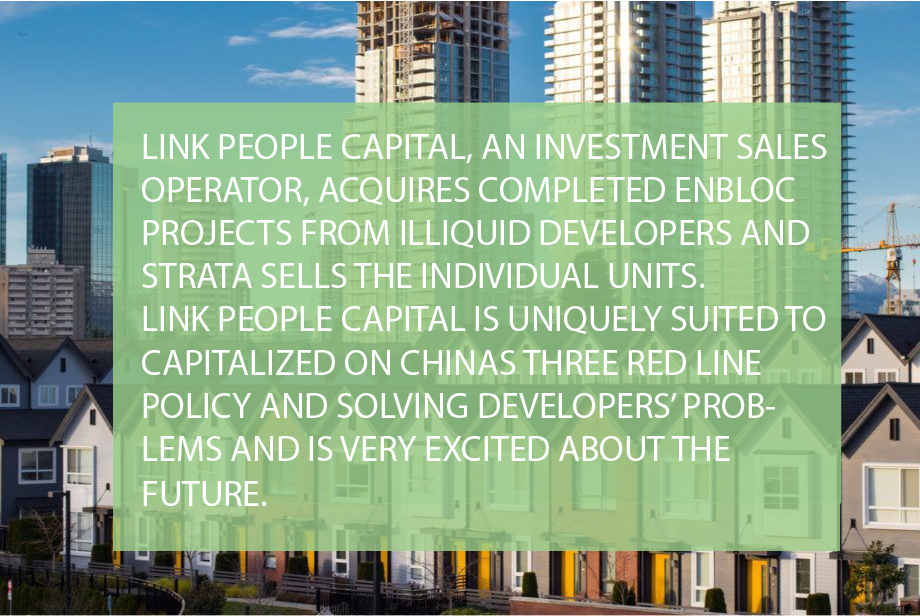 LINK PEOPLE CAPITAL, AN INVESTMENT SALES
OPERATOR, ACQUIRES COMPLETED ENBLOC
PROJECTS FROM ILLIQUID DEVELOPERS AND
STRATA SELLS THE INDIVIDUAL UNITS.
LINK PEOPLE CAPITAL IS UNIQUELY SUITED TO
CAPITALIZED ON CHINAS THREE RED LINE
POLICY AND SOLVING DEVELOPERS’ PROB-
LEMS AND IS VERY EXCITED ABOUT THE
FUTURE.